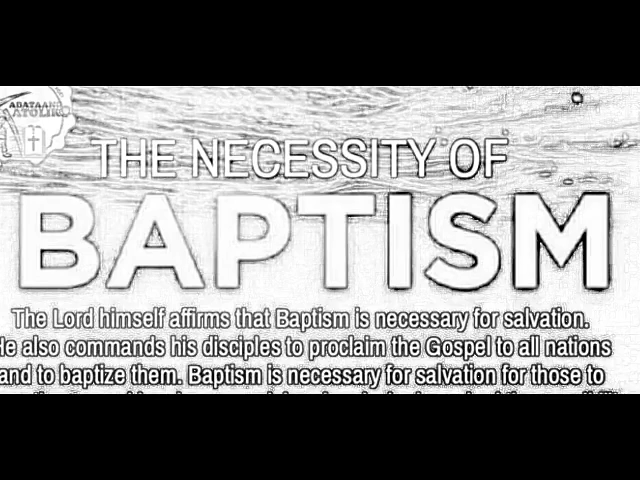 THE NECESSITY OF
BAPTISM
The Lord himself affirms that Baptism is necessary for salvation.
He also commands his disciples to proclaim the Gospel to all nations
and to baptize them. Baptism is necessary for salvation for those to